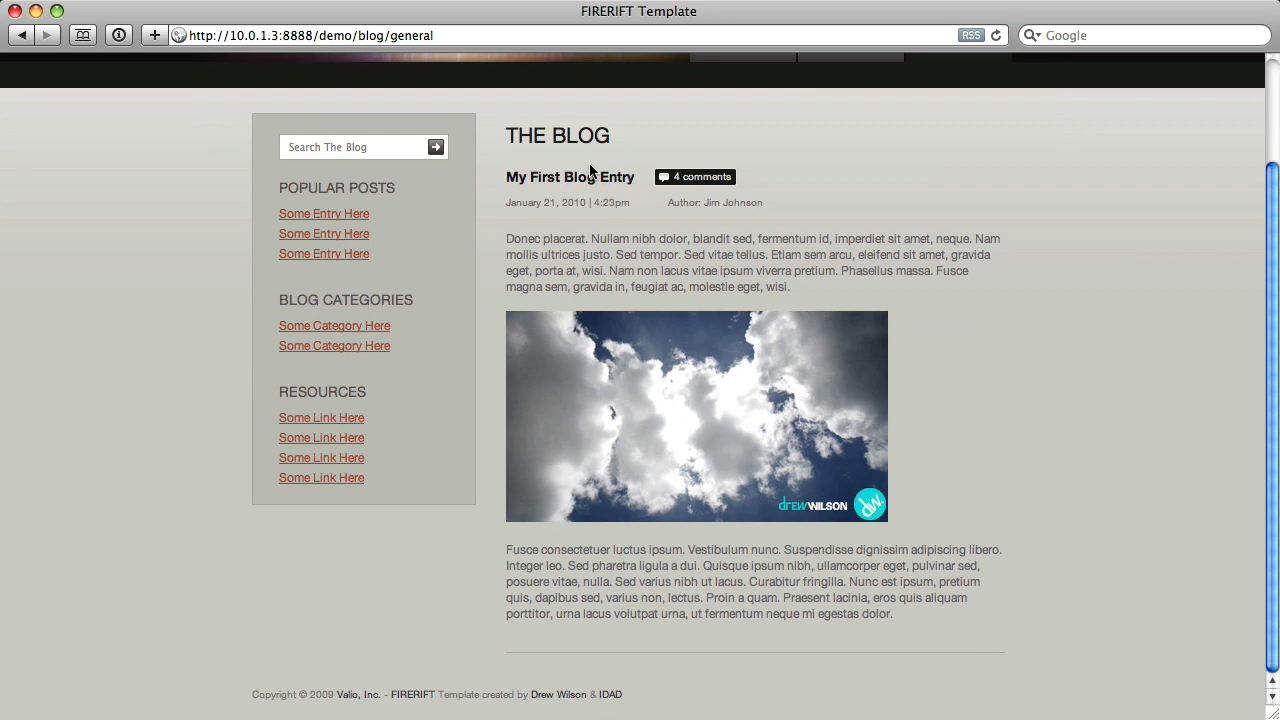 FIRERIFT Template
http://10.0.1.3:8888/demo/blog/general
RSS
Google
Search The Blog
POPULAR POSTS
Some Entry Here
Some Entry Here
Some Entry Here
BLOG CATEGORIES
Some Category Here
Some Category Here
RESOURCES
Some Link Here
Some Link Here
Some Link Here
Some Link Here
THE BLOG
My First Blog Entry
4 comments
January 21, 2010 | 4:23pm
Author: Jim Johnson
Donec placerat. Nullam nibh dolor, blandit sed, fermentum id, imperdiet sit amet, neque. Nam
mollis ultrices justo. Sed tempor. Sed vitae tellus. Etiam sem arcu, eleifend sit amet, gravida
eget, porta at, wisi. Nam non lacus vitae ipsum viverra pretium. Phasellus massa. Fusce
magna sem, gravida in, feugiat ac, molestie eget, wisi.
drewWILSON
dw.
Fusce consectetuer luctus ipsum. Vestibulum nunc. Suspendisse dignissim adipiscing libero.
Integer leo. Sed pharetra ligula a dui. Quisque ipsum nibh, ullamcorper eget, pulvinar sed,
posuere vitae, nulla. Sed varius nibh ut lacus. Curabitur fringilla. Nunc est ipsum, pretium
quis, dapibus sed, varius non, lectus. Proin a quam. Praesent lacinia, eros quis aliquam
porttitor, urna lacus volutpat urna, ut fermentum neque mi egestas dolor.
Copyright © 2009 Valio, Inc. - FIRERIFT Template created by Drew Wilson & IDAD